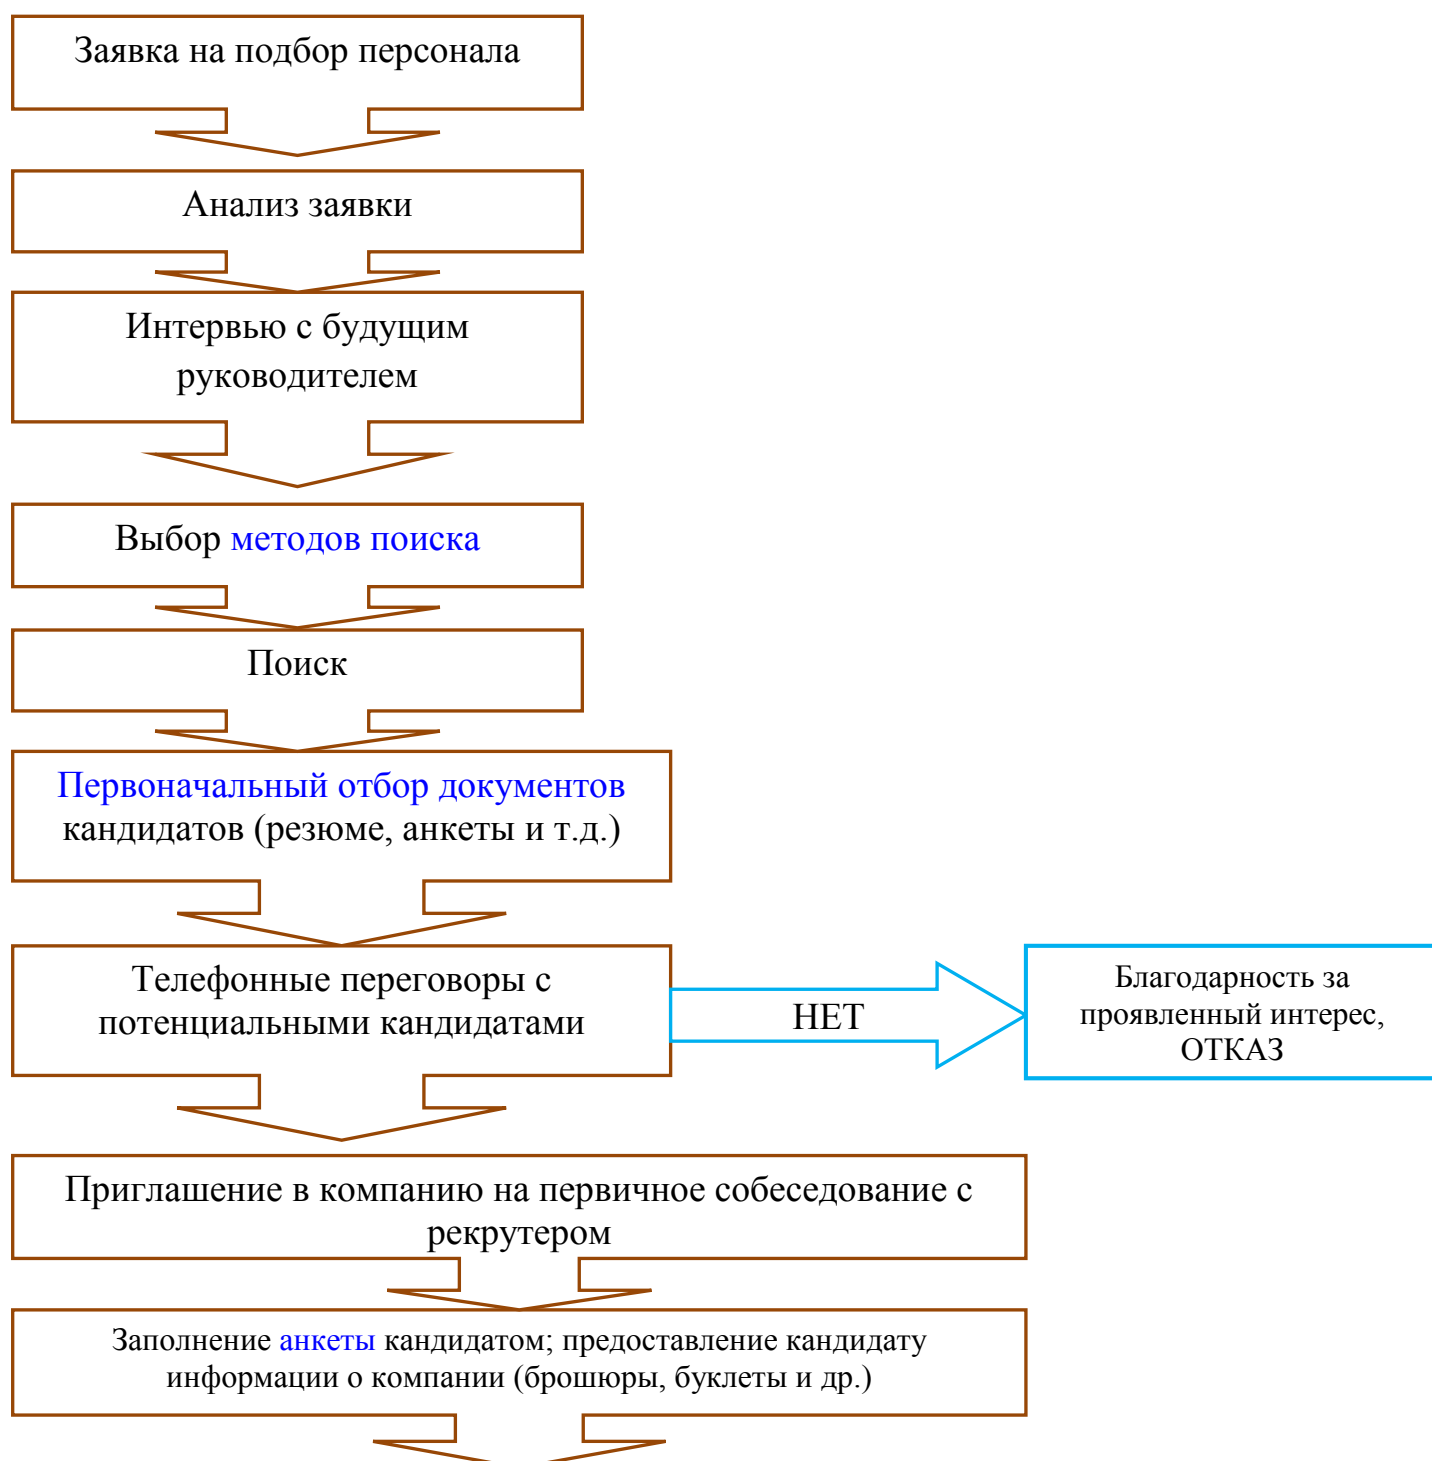 Заявка на подбор персонала
Анализ заявки
Интервью с будущим
руководителем
Выбор методов поиска
Поиск
Первоначальный отбор документов
кандидатов (резюме, анкеты и т.д.)
Телефонные переговоры с
потенциальными кандидатами
НЕТ
Благодарность за
проявленный интерес,
ОТКАЗ
Приглашение в компанию на первичное собеседование с
рекрутером
Заполнение анкеты кандидатом; предоставление кандидату
информации о компании (брошюры, буклеты и др.)